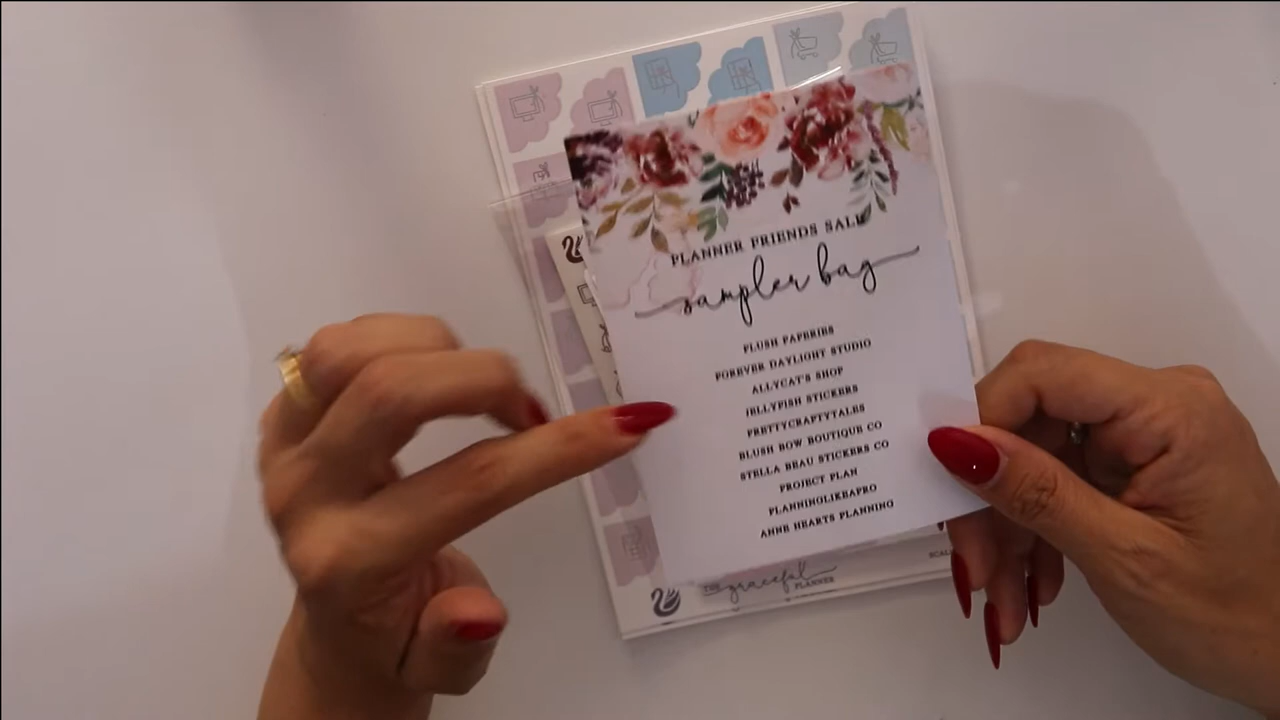 PLANNER FRIENDS SALE
sampler bag
PLUSH PAPERIES
FOREVER DAYLIGHT STUDIO
ALLYCAT'S SHOP
JELLYFISH STICKERS
PRETTYCRAFTYTALES
BLUSH BOW BOUTIQUE CO
STELLA BEAU STICKERS CO
PROJECT PLAN
PLANNINGLIKEAPRO
ANNE HEARTS PLANNING
THE graceful PLANNER